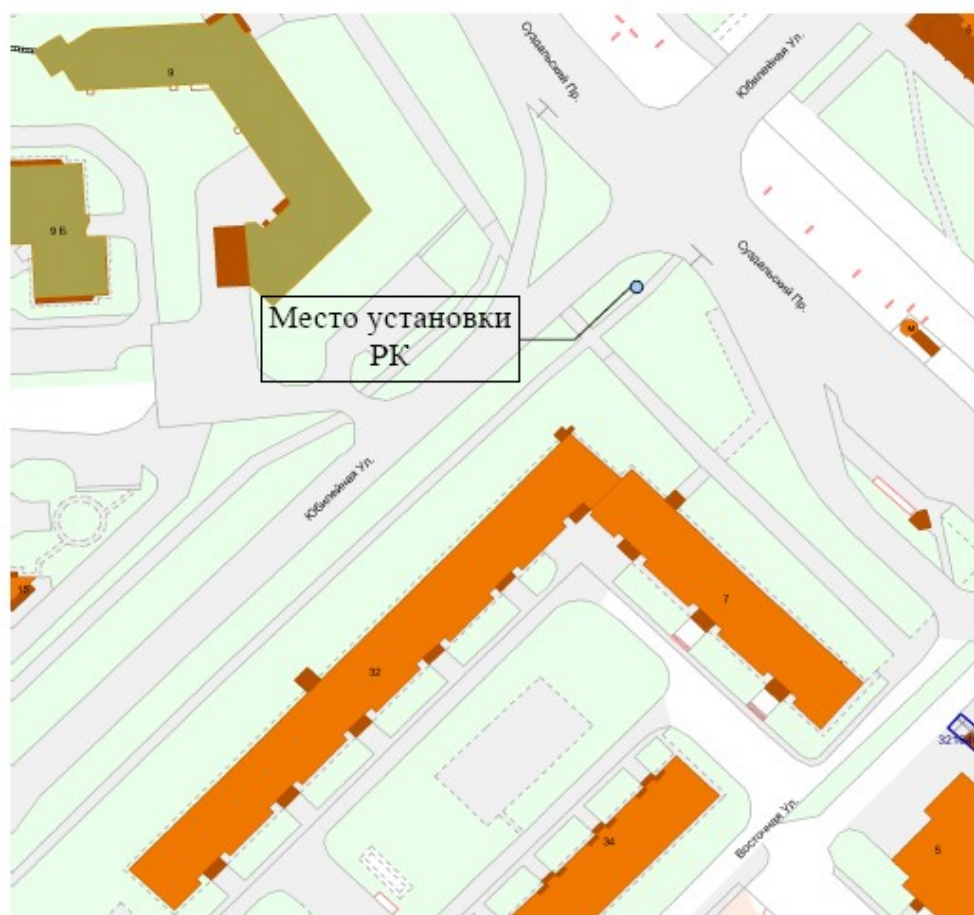 Суздальский Пр.
Юбилейная Ул.
9
9 Б
Суздальский Пр.
м
Место установки
РК
Юбилейная Ул.
15
7
32
34
Восточная Ул.
5